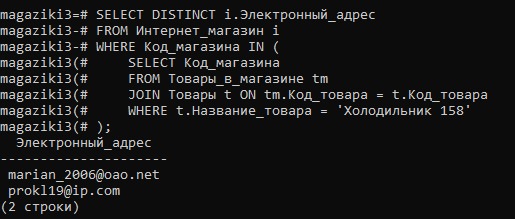 magaziki3=# SELECT DISTINCT i.Электронный_адрес
magaziki3-# FROM Интернет_магазин i
magaziki3-# WHERE Код_магазина IN (
magaziki3(#     SELECT Код_магазина
magaziki3(#     FROM Товары_в_магазине tm
magaziki3(#     JOIN Товары t ON tm.Код_товара = t.Код_товара
magaziki3(#     WHERE t.Название_товара = 'Холодильник 158'
magaziki3(# );
  Электронный_адрес
---------------------
 marian_2006@oao.net
 prokl19@ip.com
(2 строки)